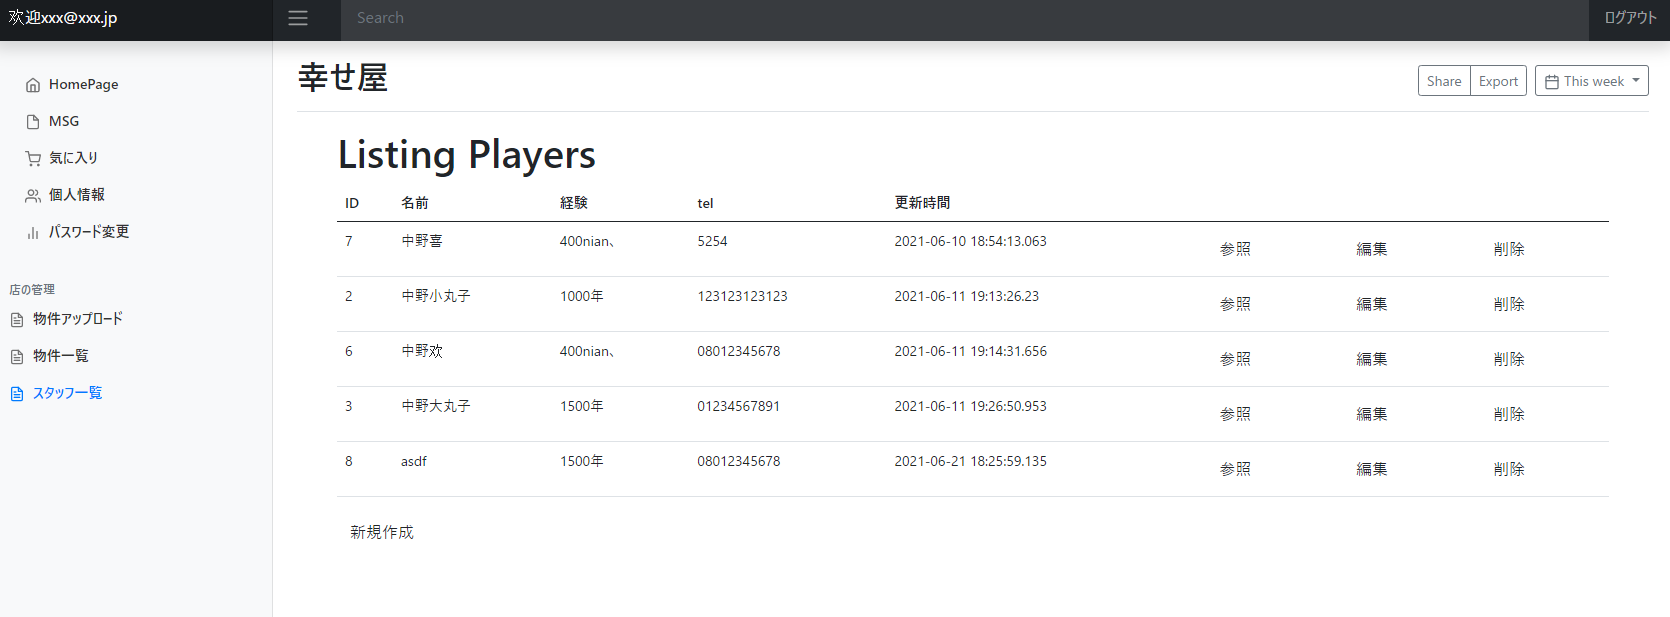 欢迎xxx@xxx.jp
Search
ログアウト
HomePage
MSG
気に入り
個人情報
パスワード変更
店の管理
物件アップロード
物件一覧
スタッフ一覧
幸せ屋
Share Export This week
Listing Players
ID 名前 経験 tel 更新時間
7 中野喜 400nian、 5254 2021-06-10 18:54:13.063 参照 編集 削除
2 中野小丸子 1000年 123123123123 2021-06-11 19:13:26.23 参照 編集 削除
6 中野欢 400nian、 08012345678 2021-06-11 19:14:31.656 参照 編集 削除
3 中野大丸子 1500年 01234567891 2021-06-11 19:26:50.953 参照 編集 削除
8 asdf 1500年 08012345678 2021-06-21 18:25:59.135 参照 編集 削除
新規作成